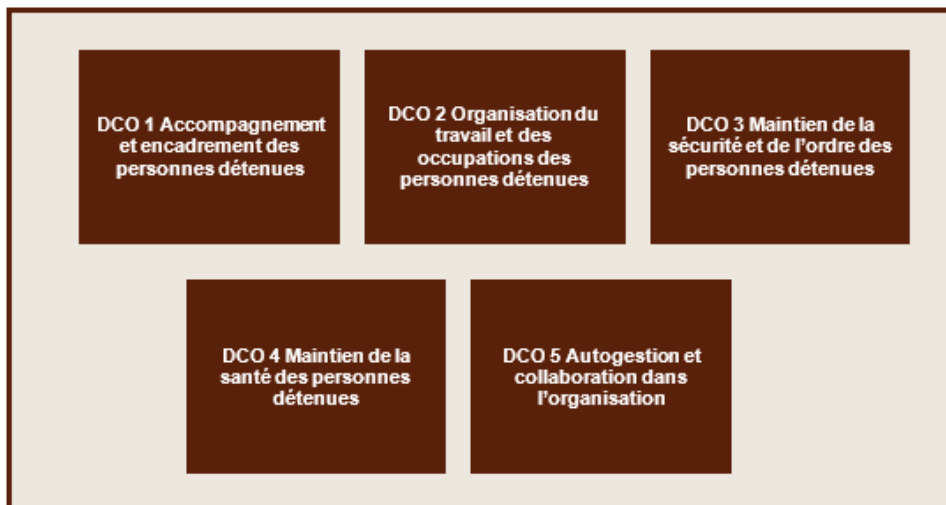 DCO 1 Accompagnement
et encadrement des
personnes détenues
DCO 2 Organisation du
travail et des
occupations des
personnes détenues
DCO 3 Maintien de la
sécurité et de l'ordre des
personnes détenues
DCO 4 Maintien de la
santé des personnes
détenues
DCO 5 Autogestion et
collaboration dans
l'organisation